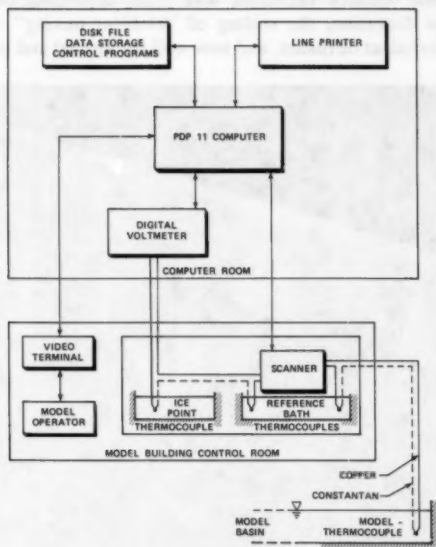 DISK FILE
DATA STORAGE
CONTROL PROGRAMS
LINE PRINTER
PDP 11 COMPUTER
DIGITAL
VOLTMETER
COMPUTER ROOM
VIDEO
TERMINAL
SCANNER
MODEL
OPERATOR
ICE
POINT
THERMOCOUPLE
REFERENCE
BATH
THERMOCOUPLES
MODEL BUILDING CONTROL ROOM
COPPER
CONSTANTAN
MODEL
BASIN
MODEL -
THERMOCOUPLE